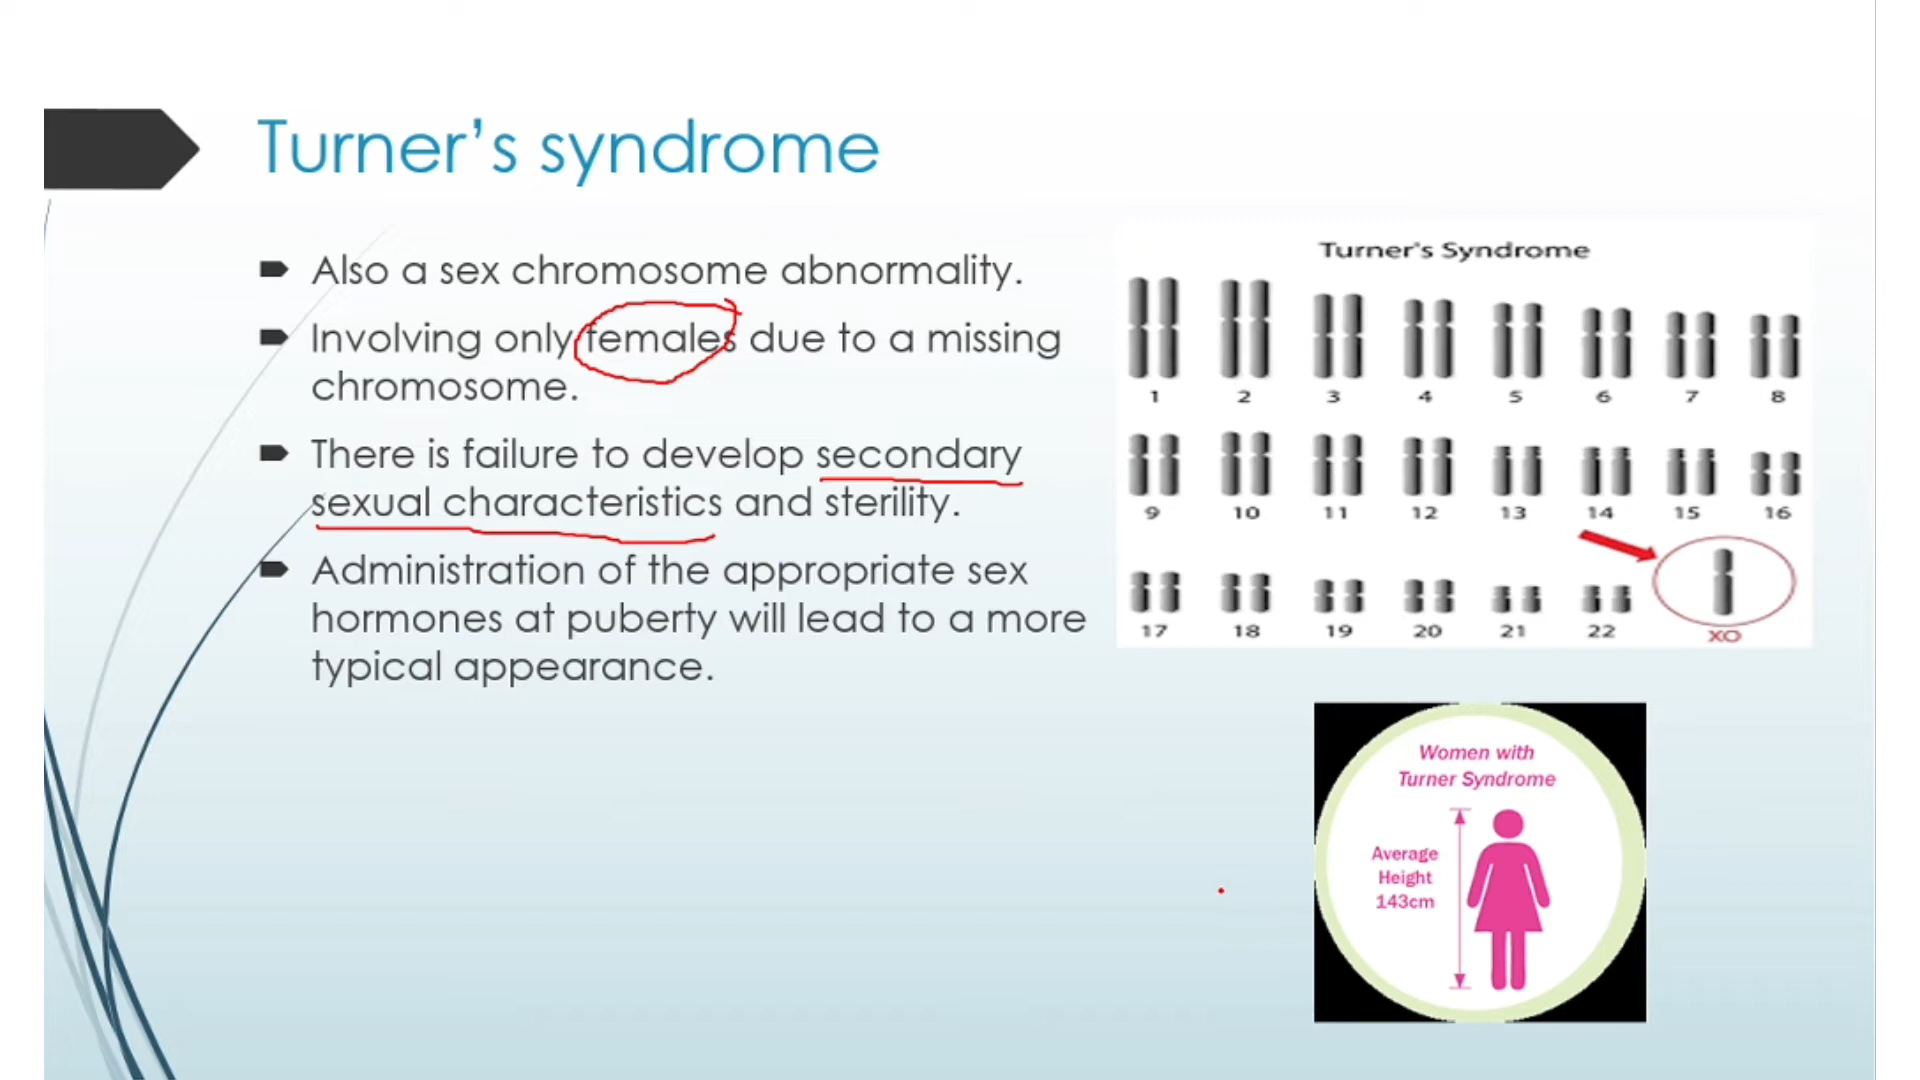 Turner's syndrome
Also a sex chromosome abnormality.
Involving only females due to a missing
chromosome.
There is failure to develop secondary
sexual characteristics and sterility.
Administration of the appropriate sex
hormones at puberty will lead to a more
typical appearance.
Turner's Syndrome
1 2 3 4 5 6 7 8
9 10 11 12 13 14 15 16
17 18 19 20 21 22 XO
Women with
Turner Syndrome
Average
Height
143cm